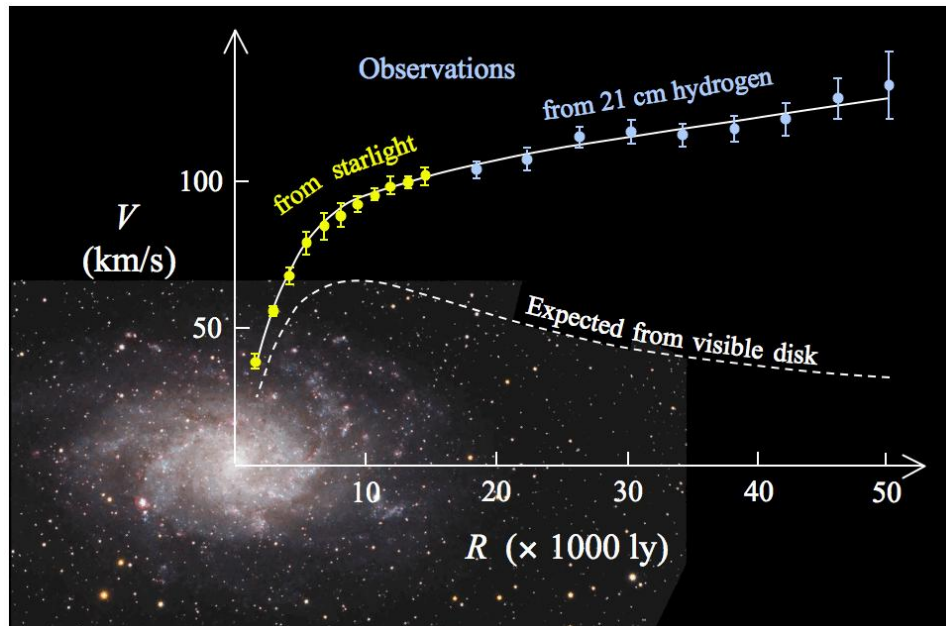 Observations
from 21 cm hydrogen
from starlight
100
V
(km/s)
50
Expected from visible disk
10
20
30
40
50
R (× 1000 ly)